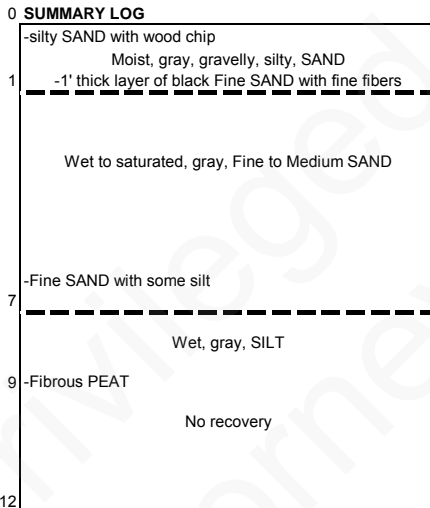 0 SUMMARY LOG
-silty SAND with wood chip
Moist, gray, gravelly, silty, SAND
1 -1' thick layer of black Fine SAND with fine fibers
Wet to saturated, gray, Fine to Medium SAND
-Fine SAND with some silt
7
Wet, gray, SILT
9 -Fibrous PEAT
No recovery
12